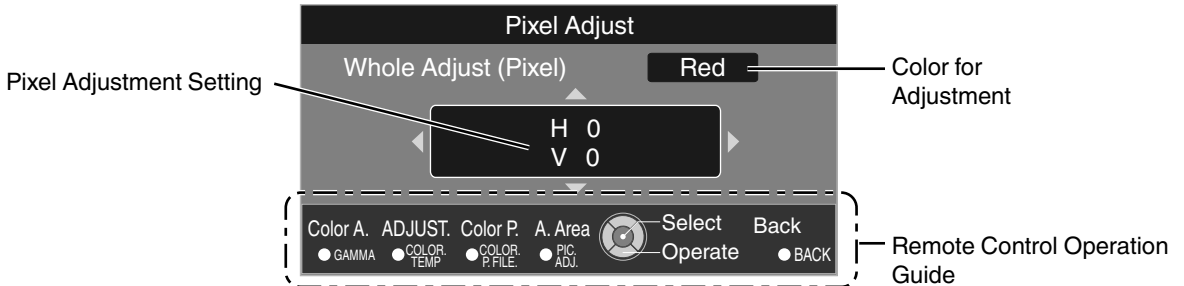 Pixel Adjust
Whole Adjust (Pixel) Red
Pixel Adjustment Setting
Color for
Adjustment
H 0
V 0
Color A. ADJUST. Color P. A. Area Select Back
GAMMA COLOR. TEMP COLOR. P. FILE. PIC. ADJ. Operate BACK
Remote Control Operation
Guide